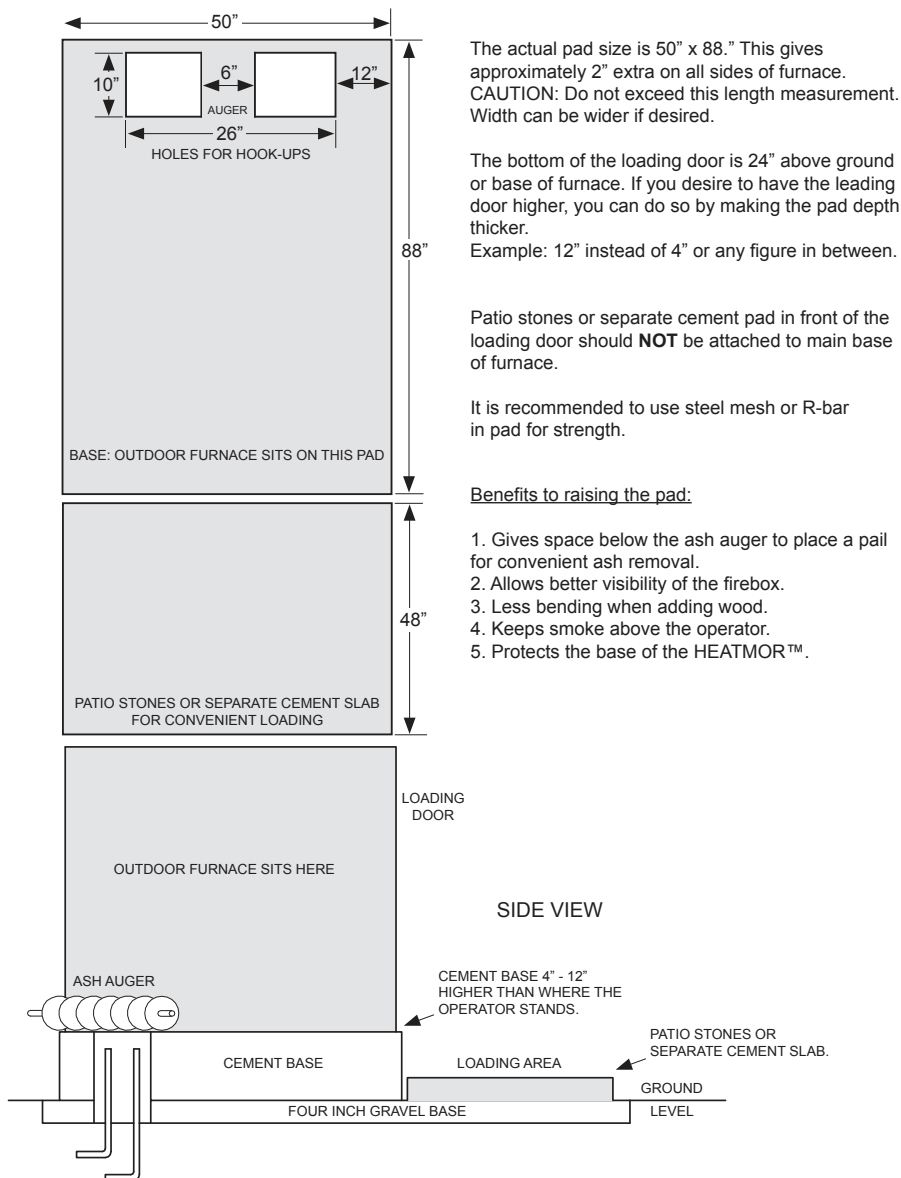 50”
10”
6”
12”
AUGER
26”
HOLES FOR HOOK-UPS
88”
BASE: OUTDOOR FURNACE SITS ON THIS PAD
48”
PATIO STONES OR SEPARATE CEMENT SLAB
FOR CONVENIENT LOADING
The actual pad size is 50” x 88.” This gives
approximately 2” extra on all sides of furnace.
CAUTION: Do not exceed this length measurement.
Width can be wider if desired.
The bottom of the loading door is 24” above ground
or base of furnace. If you desire to have the leading
door higher, you can do so by making the pad depth
thicker.
Example: 12” instead of 4” or any figure in between.
Patio stones or separate cement pad in front of the
loading door should NOT be attached to main base
of furnace.
It is recommended to use steel mesh or R-bar
in pad for strength.
Benefits to raising the pad:
1. Gives space below the ash auger to place a pail
for convenient ash removal.
2. Allows better visibility of the firebox.
3. Less bending when adding wood.
4. Keeps smoke above the operator.
5. Protects the base of the HEATMOR™.
LOADING
DOOR
OUTDOOR FURNACE SITS HERE
SIDE VIEW
ASH AUGER
CEMENT BASE 4” - 12”
HIGHER THAN WHERE THE
OPERATOR STANDS.
PATIO STONES OR
SEPARATE CEMENT SLAB.
CEMENT BASE
LOADING AREA
GROUND
LEVEL
FOUR INCH GRAVEL BASE